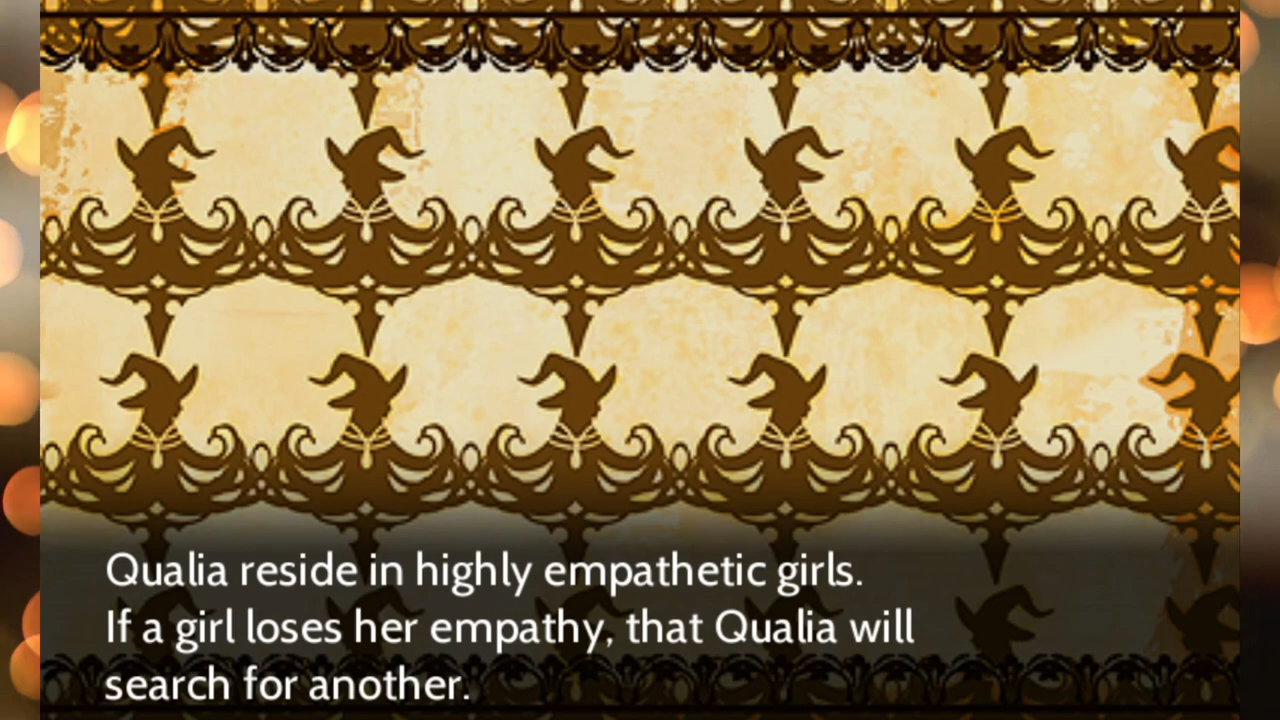 Qualia reside in highly empathetic girls.
If a girl loses her empathy, that Qualia will
search for another.